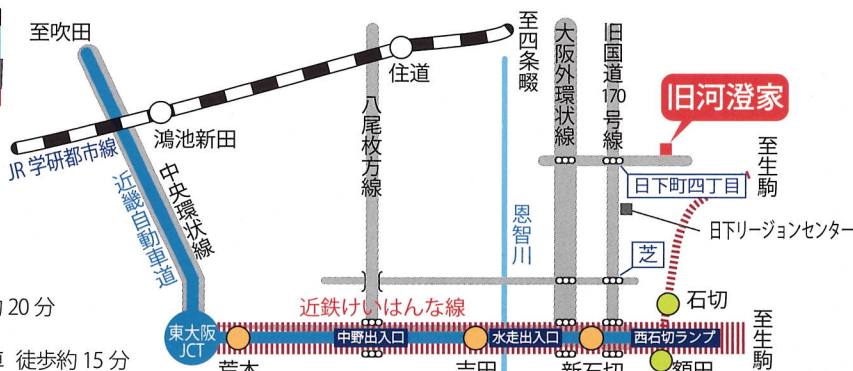 至吹田
住道
至四条畷
大阪外環状線
旧国道170号線
旧河澄家
鴻池新田
八尾枚方線
JR学研都市線
近畿自動車道
中央環状線
至生駒
日下町四丁目
恩智川
日下リージョンセンター
芝
近鉄けいはんな線
石切
20分
東大阪
JCT
中野出入口
水走出入口
西石切ランプ
至生駒
荒本
吉田
新石切
額田
徒歩約15分